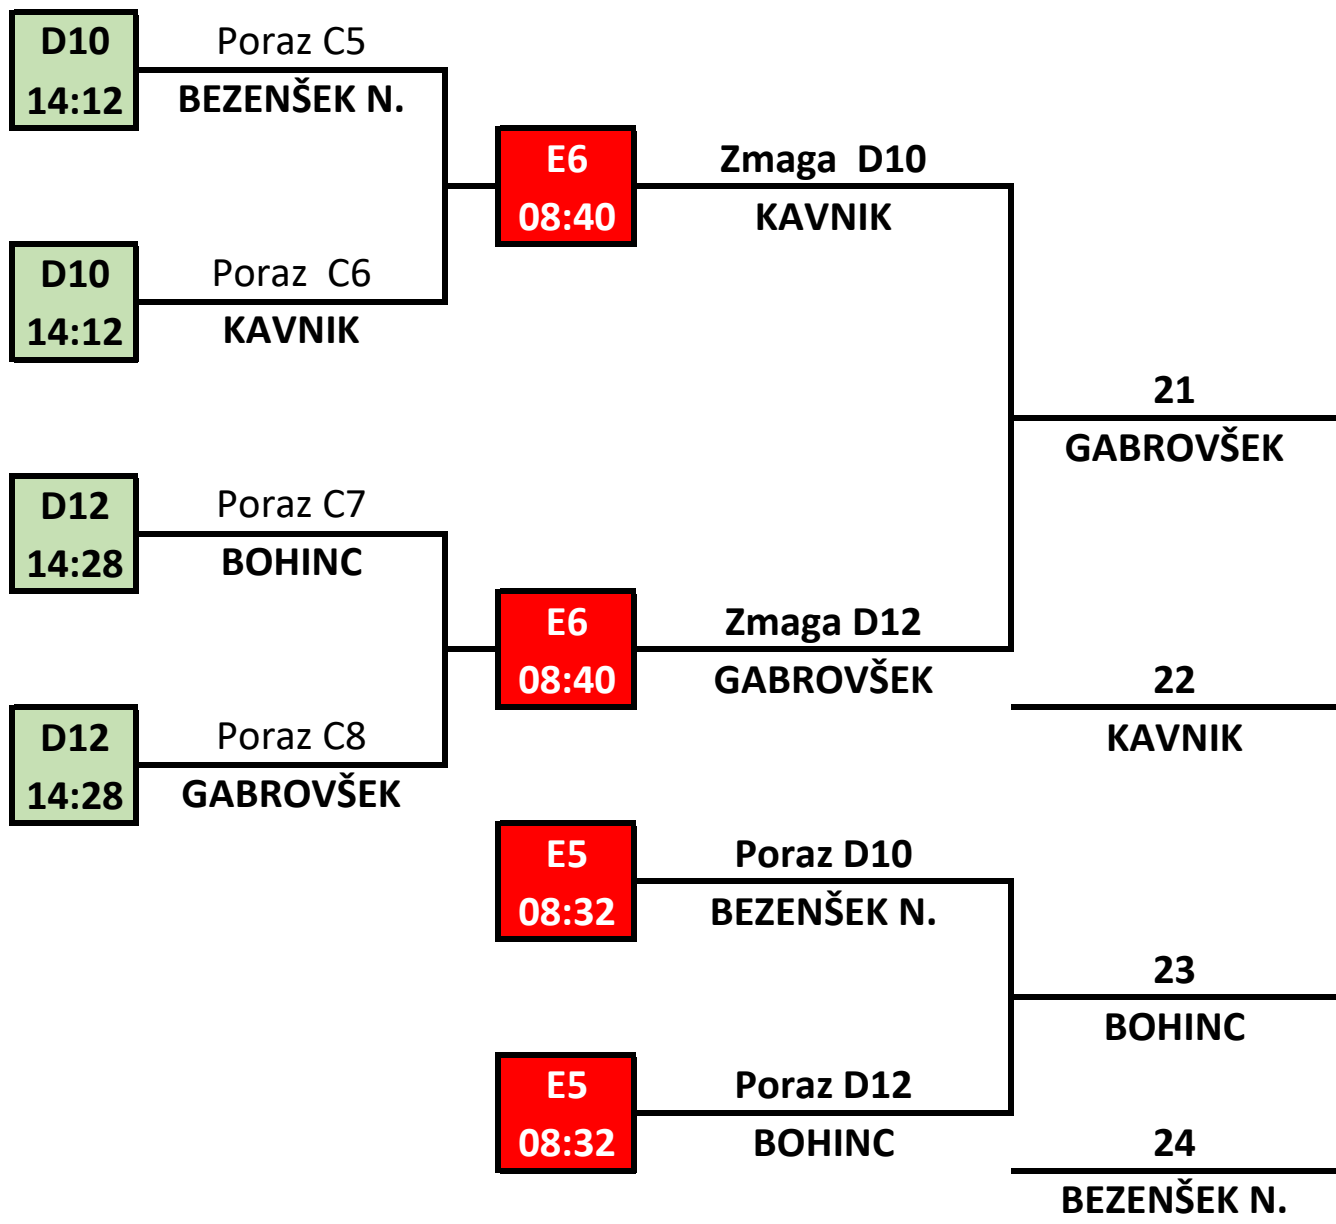 D10
14:12
Poraz C5
BEZENŠEK N.
E6
08:40
Zmaga  D10
KAVNIK
D10
14:12
Poraz  C6
KAVNIK
21
GABROVŠEK
D12
14:28
Poraz C7
BOHINC
E6
08:40
Zmaga D12
GABROVŠEK
22
KAVNIK
D12
14:28
Poraz C8
GABROVŠEK
E5
08:32
Poraz D10
BEZENŠEK N.
23
BOHINC
E5
08:32
Poraz D12
BOHINC
24
BEZENŠEK N.